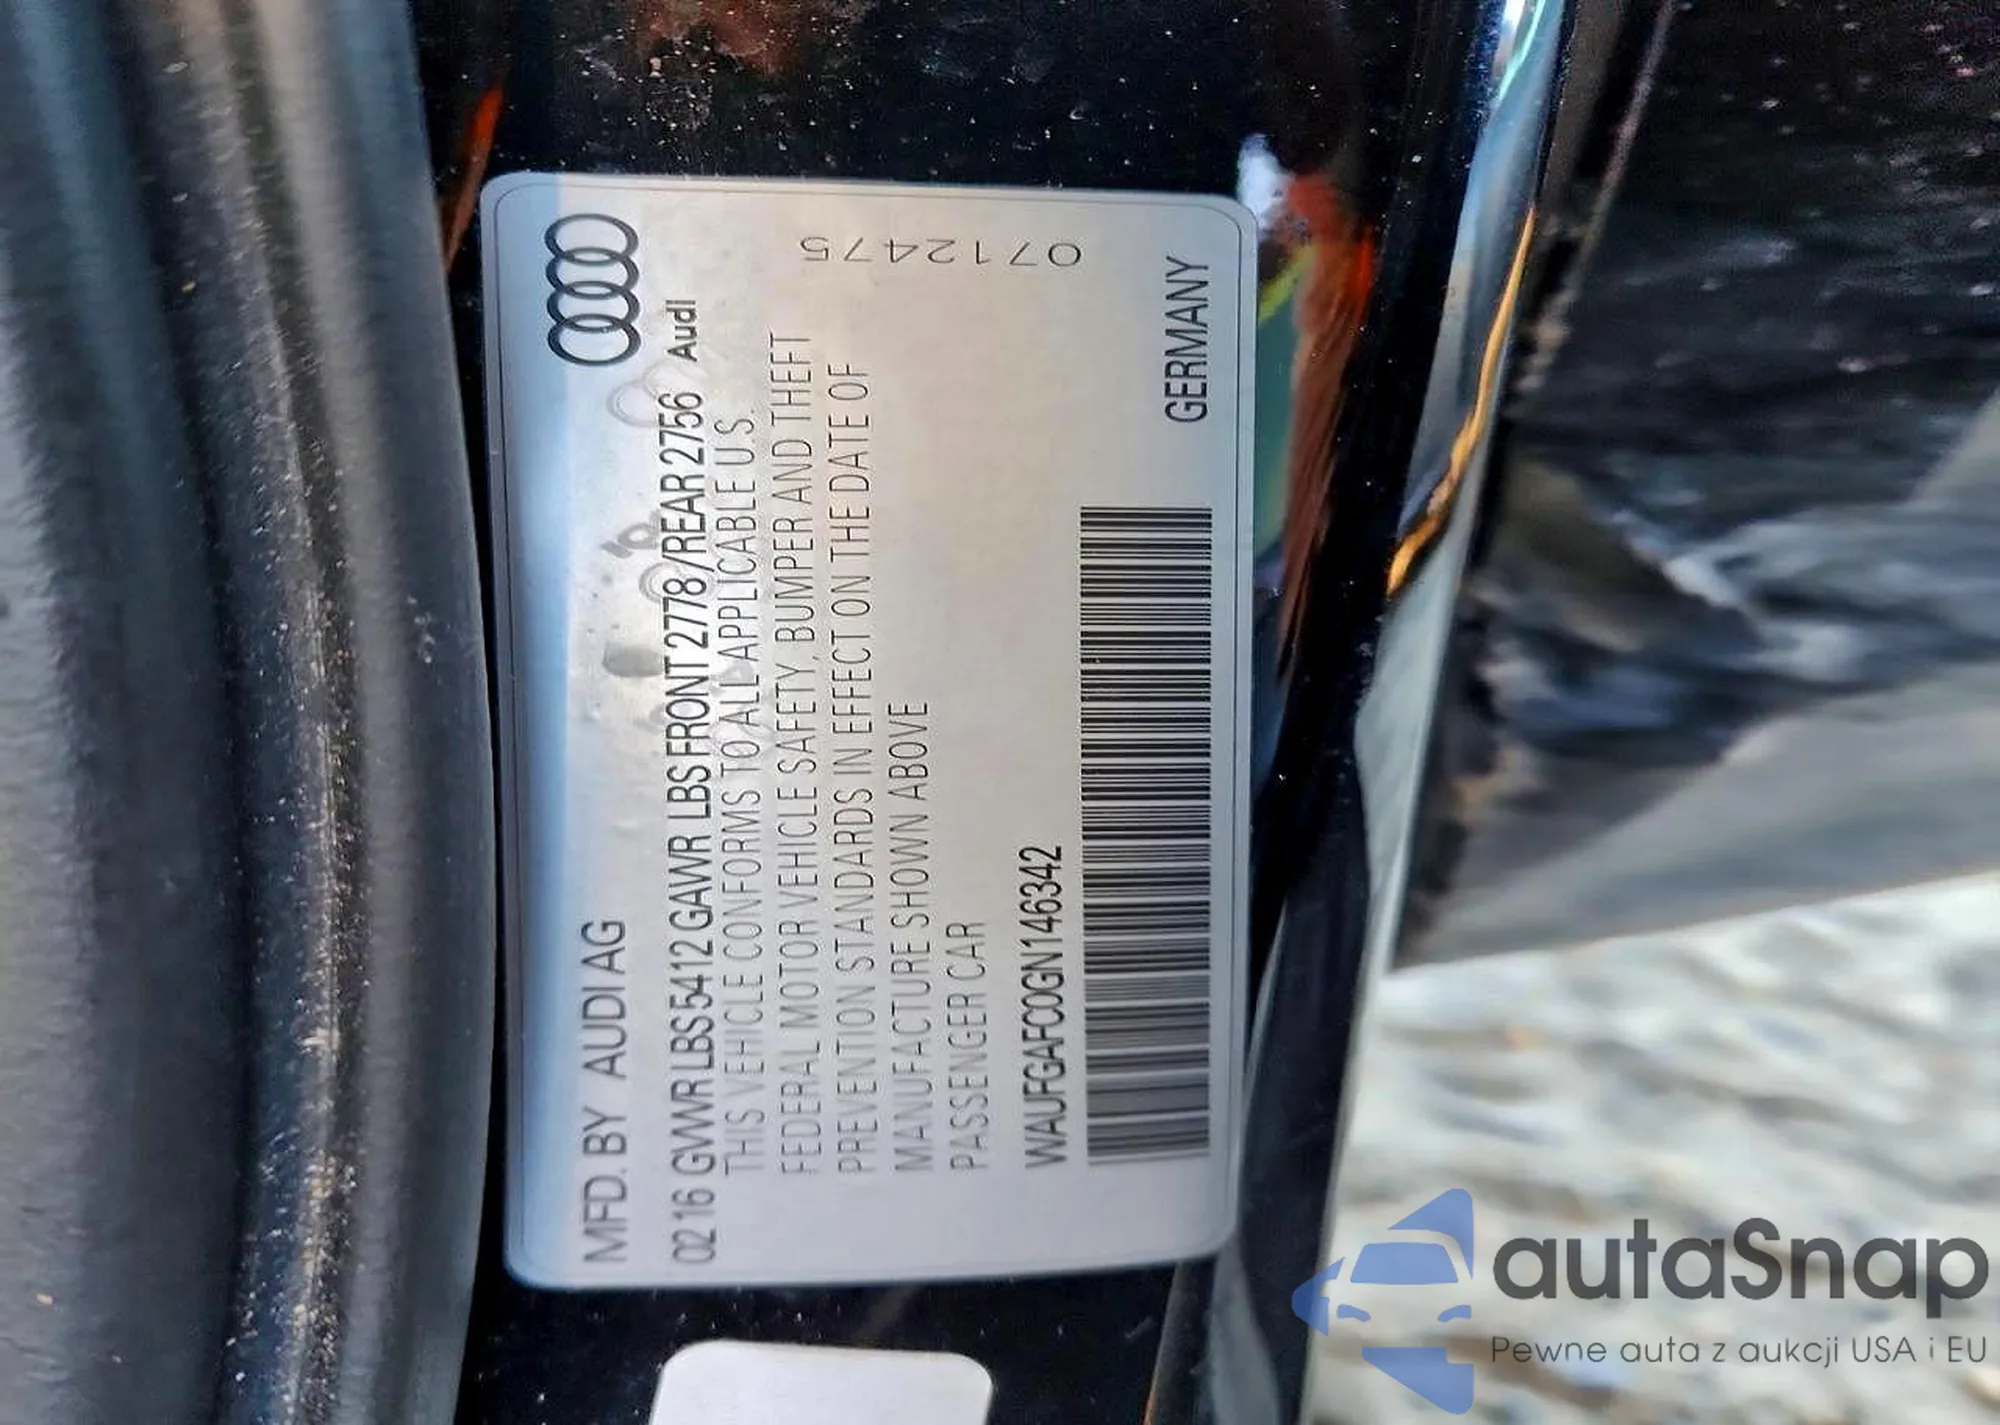 MFD. BY AUDI AG
02 16 GVWR LBS 5412 GAWR LBS FRONT 2778/REAR 2756 Audi
THIS VEHICLE CONFORMS TO ALL APPLICABLE U.S.
FEDERAL MOTOR VEHICLE SAFETY, BUMPER AND THEFT
PREVENTION STANDARDS IN EFFECT ON THE DATE OF
MANUFACTURE SHOWN ABOVE
PASSENGER CAR
WAUFGAFC0GN146342
GERMANY
0712475
autaSnap
Pewne auta z aukcji USA i EU